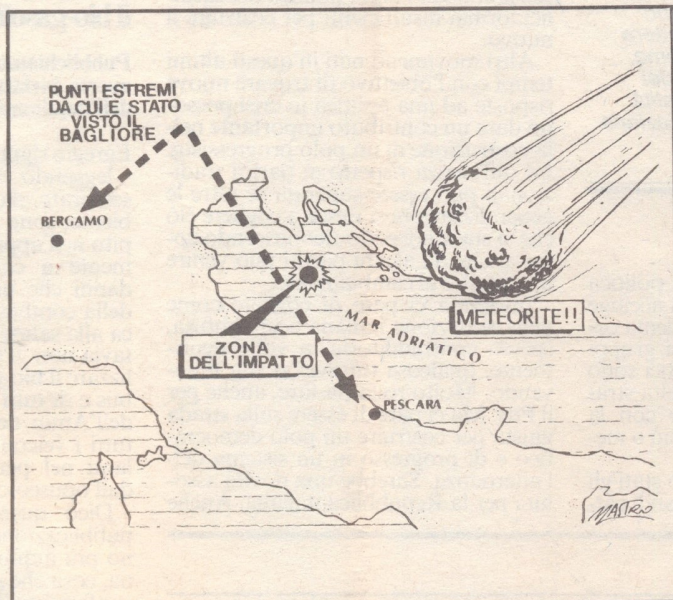 PUNTI ESTREMI
DA CUI È STATO
VISTO IL
BAGLIORE
BERGAMO
METEORITE!!
MAR ADRIATICO
ZONA
DELL'IMPATTO
PESCARA
MASTRO